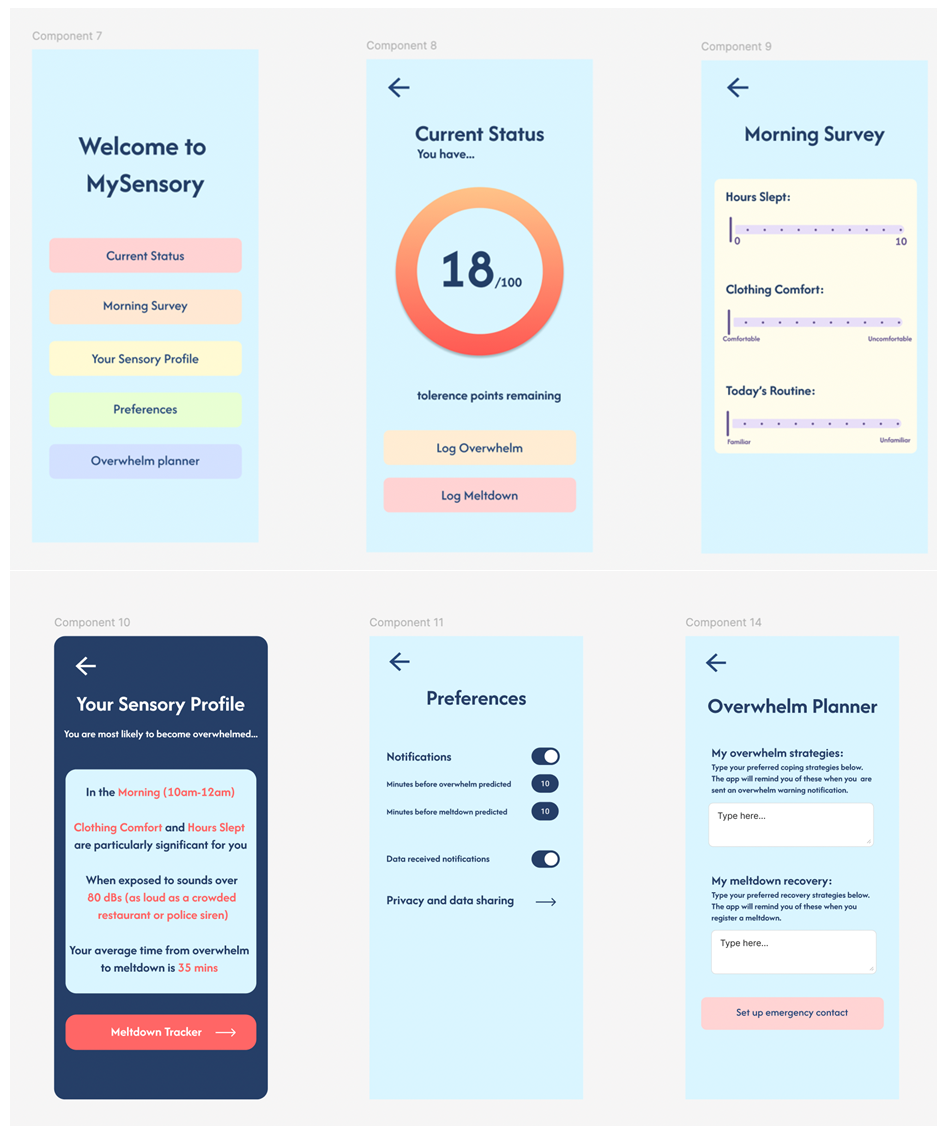 Component 7
Welcome to
MySensory
Current Status
Morning Survey
Your Sensory Profile
Preferences
Overwhelm planner
Component 8
Current Status
You have...
18/100
tolerence points remaining
Log Overwhelm
Log Meltdown
Component 9
Morning Survey
Hours Slept:
0 10
Clothing Comfort:
Comfortable Uncomfortable
Today's Routine:
Familiar Unfamiliar
Component 10
Your Sensory Profile
You are most likely to become overwhelmed...
In the Morning (10am-12am)
Clothing Comfort and Hours Slept
are particularly significant for you
When exposed to sounds over
80 dBs (as loud as a crowded
restaurant or police siren)
Your average time from overwhelm
to meltdown is 35 mins
Meltdown Tracker
Component 11
Preferences
Notifications
Minutes before overwhelm predicted 10
Minutes before meltdown predicted 10
Data received notifications
Privacy and data sharing
Component 14
Overwhelm Planner
My overwhelm strategies:
Type your preferred coping strategies below.
The app will remind you of these when you are
sent an overwhelm warning notification.
Type here...
My meltdown recovery:
Type your preferred recovery strategies below.
The app will remind you of these when you
register a meltdown.
Type here...
Set up emergency contact